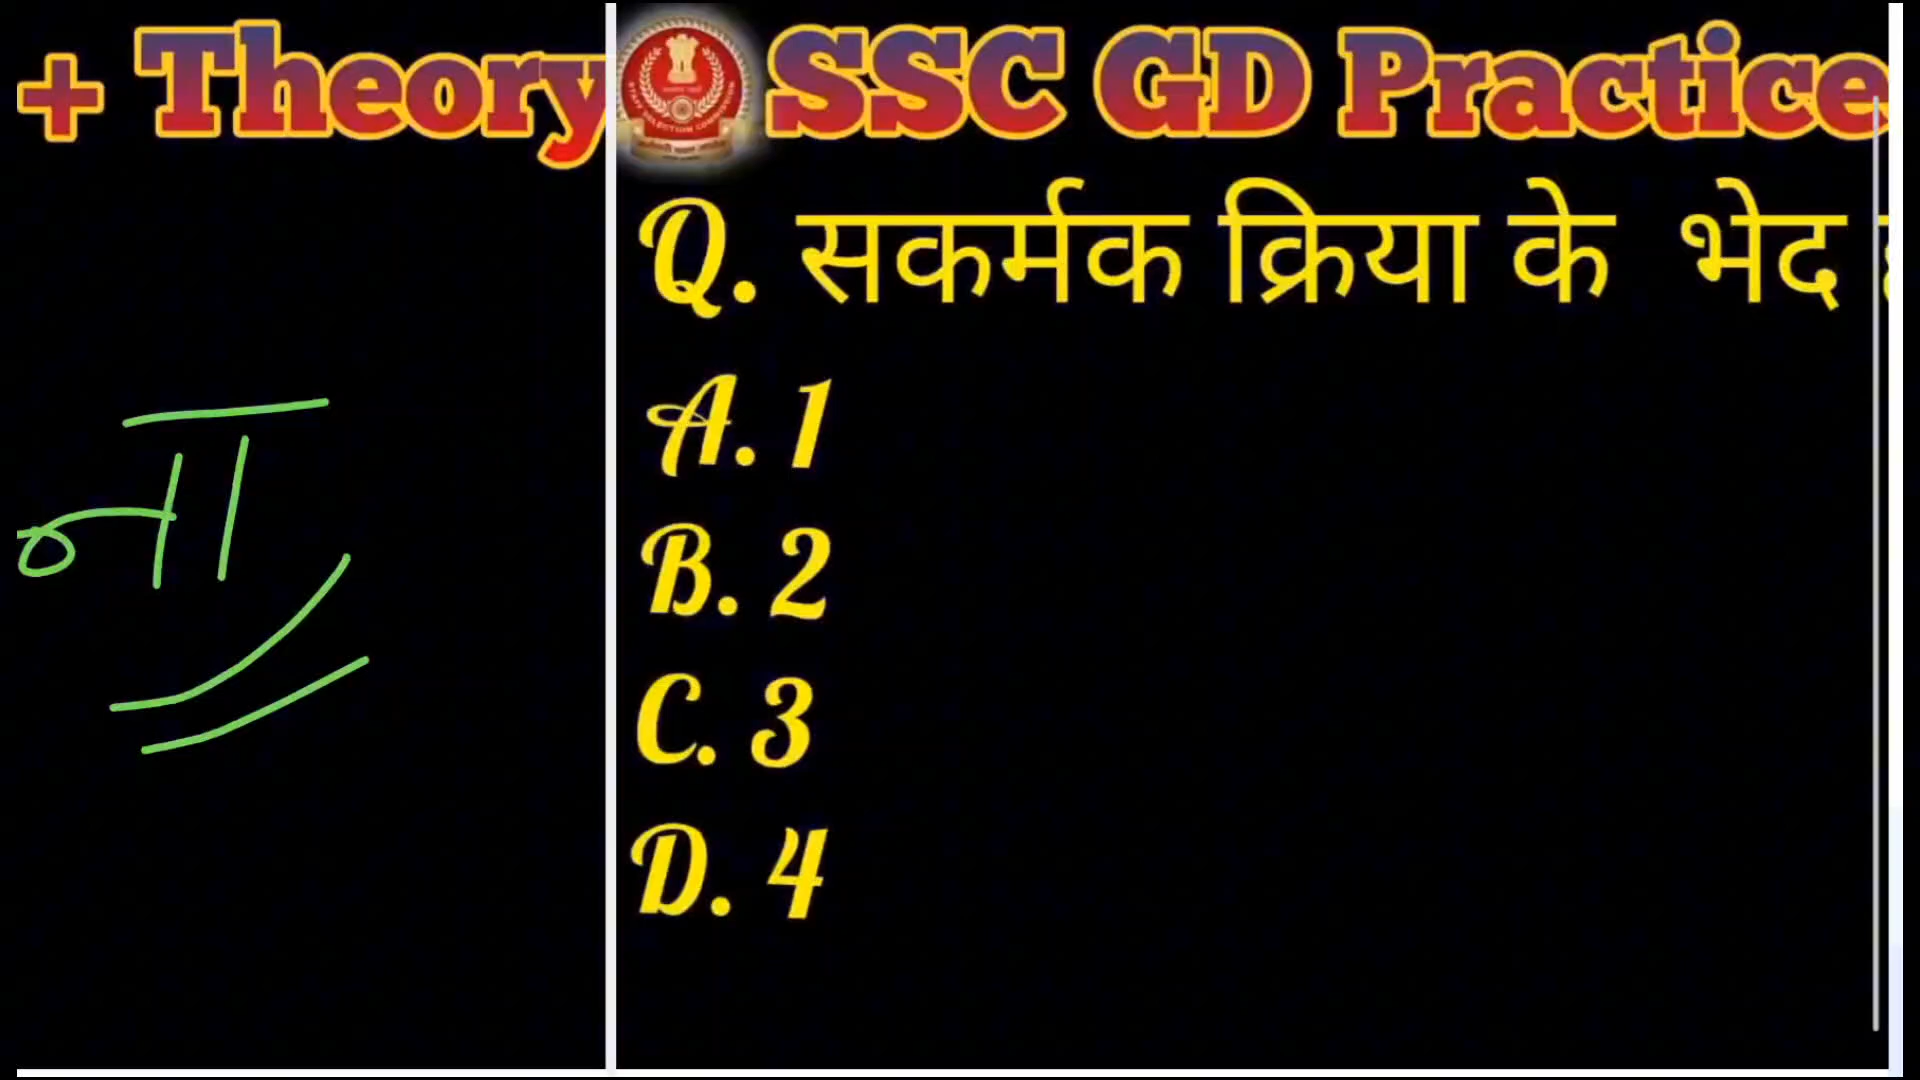 + Theory
ना
SSC GD Practice
Q. सकर्मक क्रिया के भेद
A. 1
B. 2
C. 3
D. 4